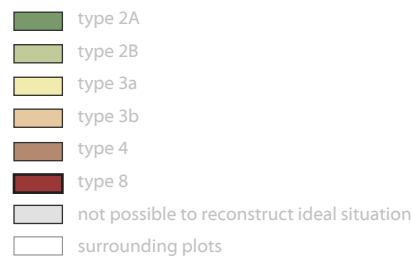 type 2A
type 2B
type 3a
type 3b
type 4
type 8
not possible to reconstruct ideal situation
surrounding plots